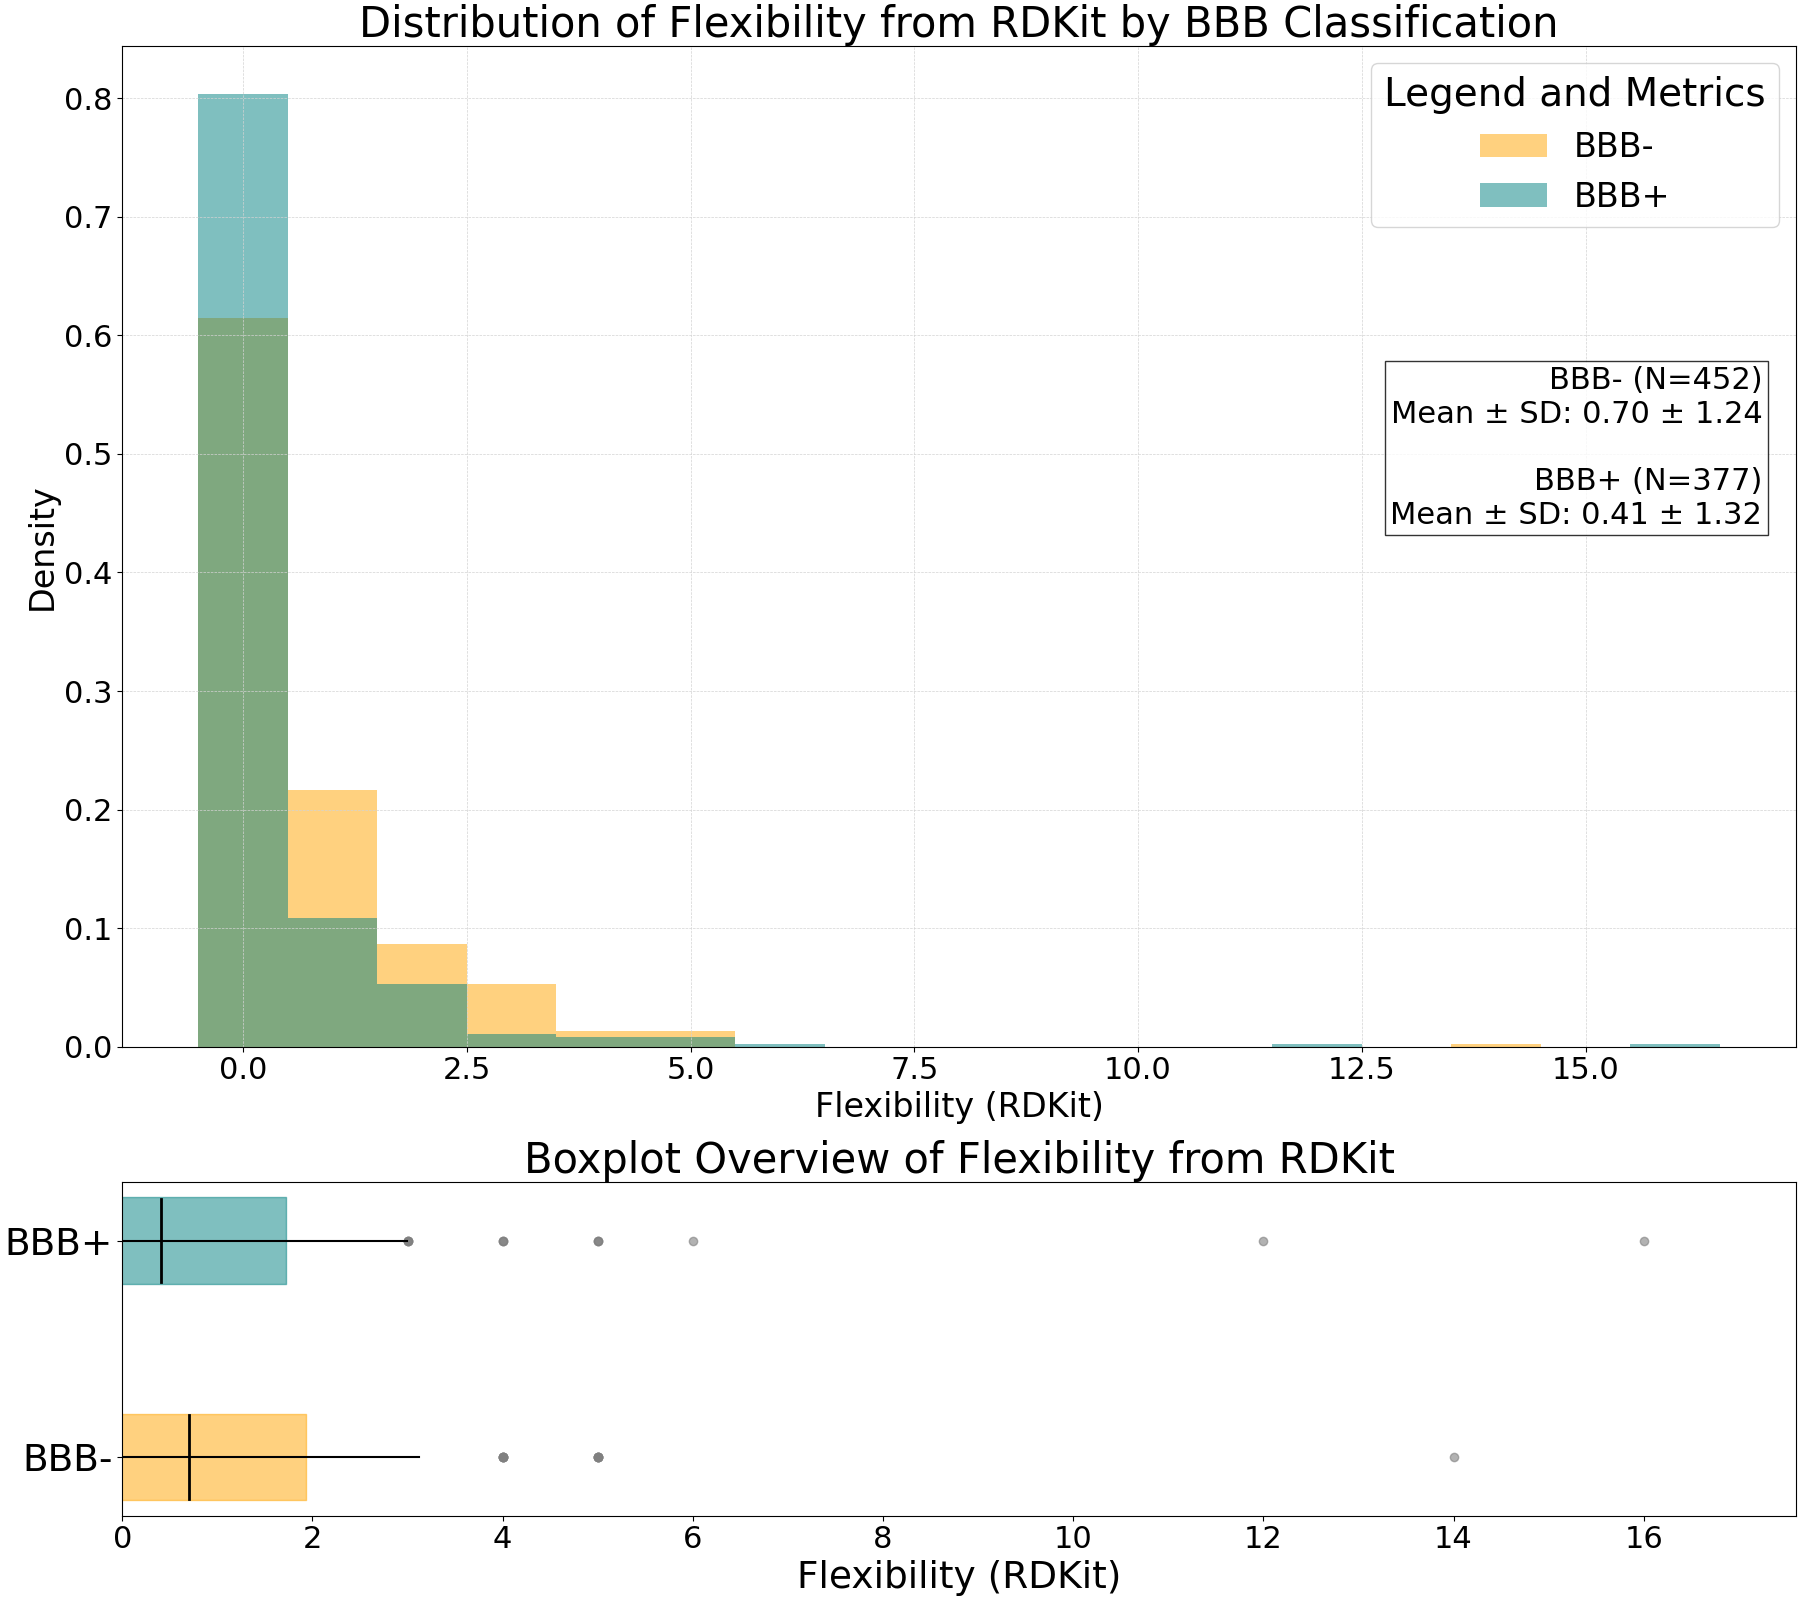 Distribution of Flexibility from RDKit by BBB Classification
Legend and Metrics
BBB-
BBB+
BBB- (N=452)
Mean ± SD: 0.70 ± 1.24
BBB+ (N=377)
Mean ± SD: 0.41 ± 1.32
Density
0.8
0.7
0.6
0.5
0.4
0.3
0.2
0.1
0.0
0.0 2.5 5.0 7.5 10.0 12.5 15.0
Flexibility (RDKit)
Boxplot Overview of Flexibility from RDKit
BBB+
BBB-
0 2 4 6 8 10 12 14 16
Flexibility (RDKit)